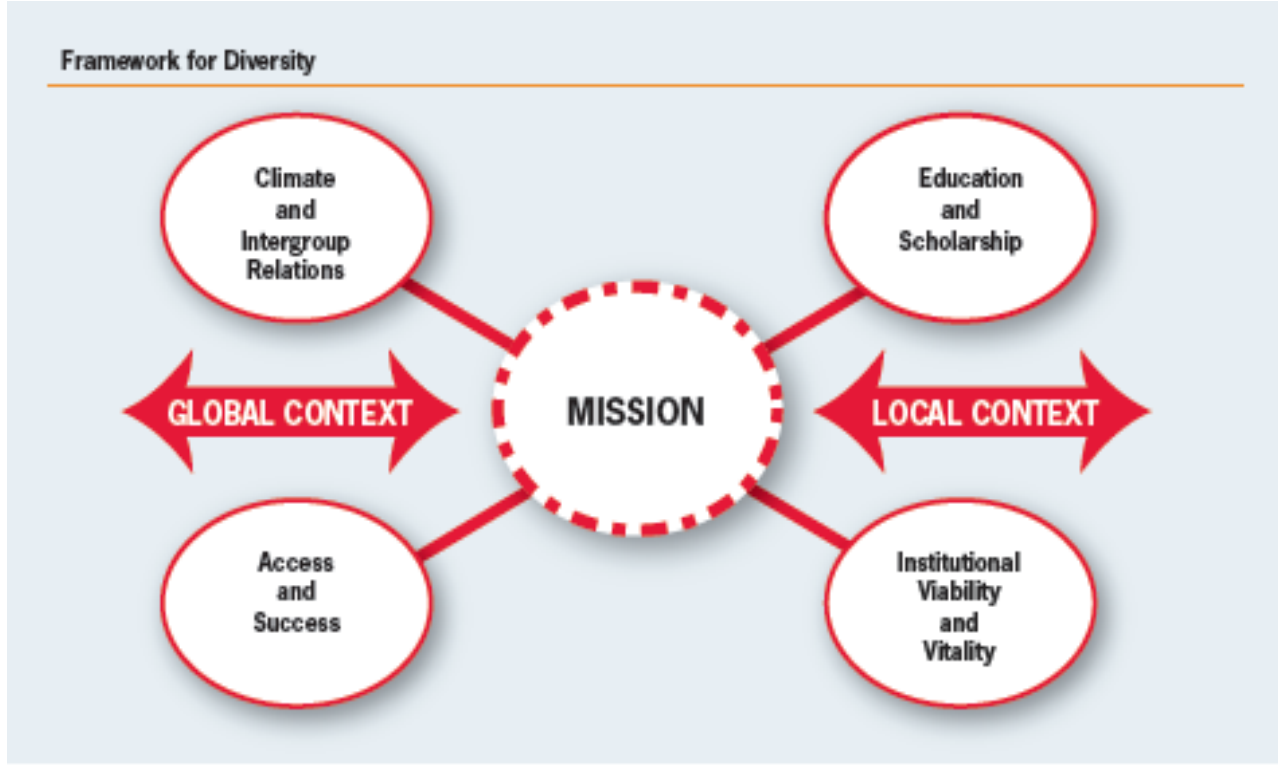 Framework for Diversity
Climate
and
Intergroup
Relations
Education
and
Scholarship
GLOBAL CONTEXT
MISSION
LOCAL CONTEXT
Access
and
Success
Institutional
Viability
and
Vitality